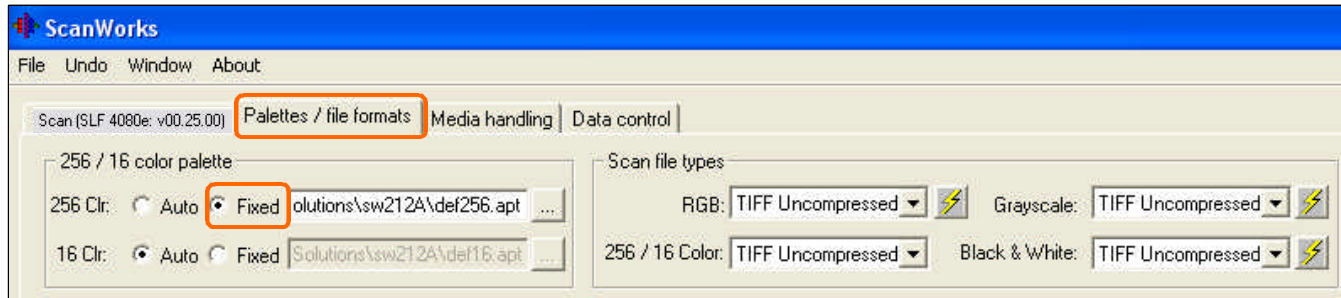 ScanWorks
File Undo Window About
Scan (SLF 4080e: v00.25.00) Palettes / file formats Media handling Data control
256 / 16 color palette Scan file types
256 Clr: Auto Fixed olutions\sw212A\def256.apt ... RGB: TIFF Uncompressed Grayscale: TIFF Uncompressed
16 Clr: Auto Fixed Solutions\sw212A\def16.apt ... 256 / 16 Color: TIFF Uncompressed Black & White: TIFF Uncompressed